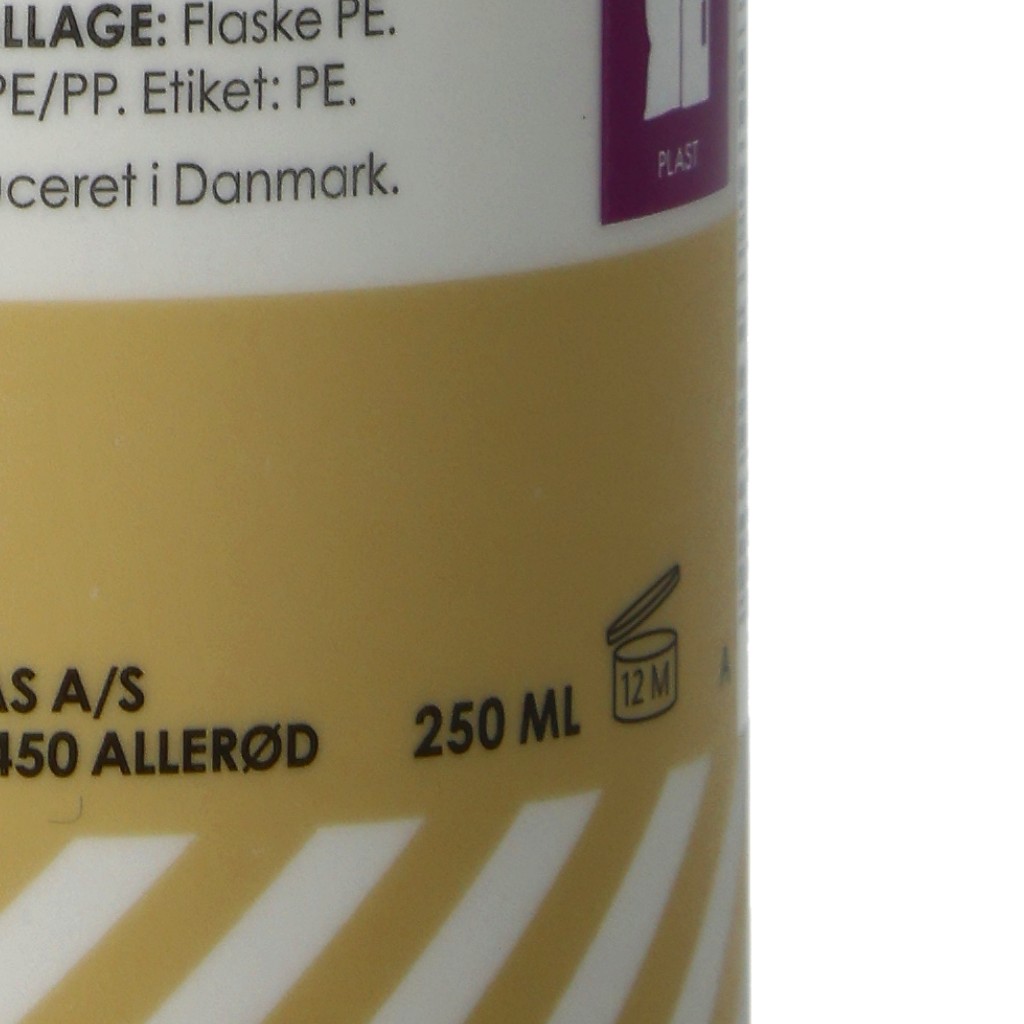 LLAGE: Flaske PE.
PE/PP. Etiket: PE.
uceret i Danmark.
PLAST
AS A/S
450 ALLERØD
250 ML
12 M
A